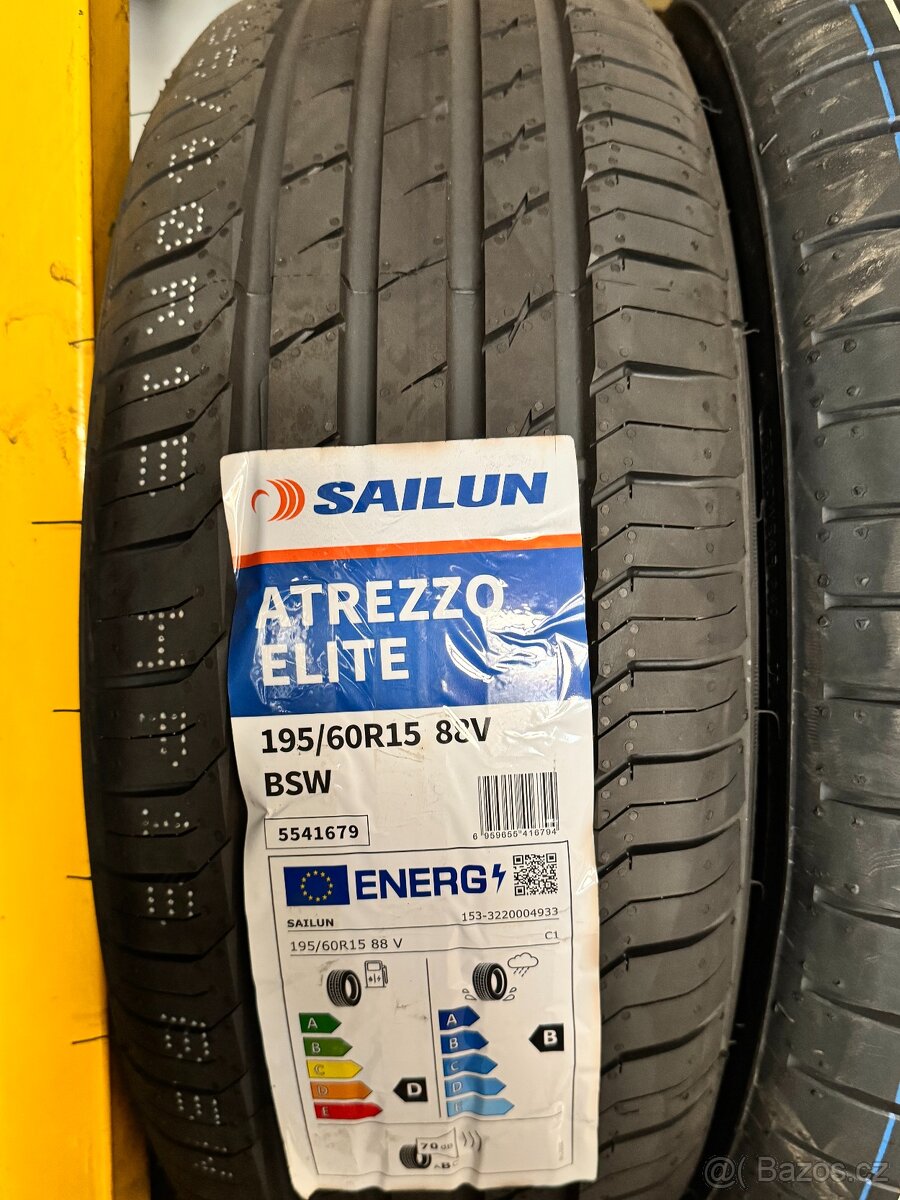 SAILUN
ATREZZO
ELITE
195/60R15 88V
BSW
5541679
6 959655 416794
ENERG
SAILUN
153-3220004933
195/60R15 88 V
C1
A
B
C
D
E
D
A
B
C
D
E
B
70 dB
ABC
@( Bazos.cz